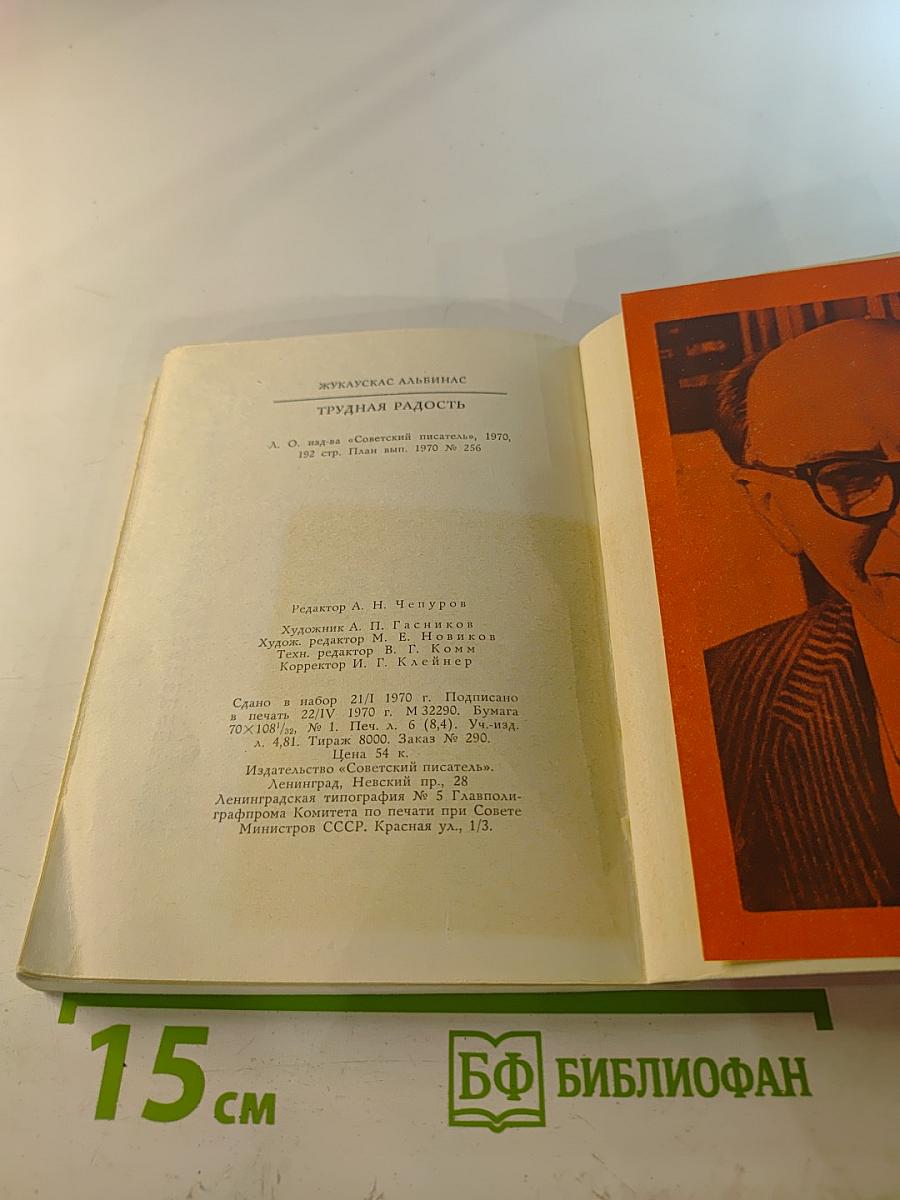 ЖУКАУСКАС АЛЬБИНАС
ТРУДНАЯ РАДОСТЬ
Л. О. изд-ва «Советский писатель», 1970,
192 стр. План вып. 1970 № 256
Редактор А. Н. Чепуров
Художник А. П. Гасников
Худож. редактор М. Е. Новиков
Техн. редактор В. Г. Комм
Корректор И. Г. Клейнер
Сдано в набор 21/I 1970 г. Подписано
в печать 22/IV 1970 г. М 32290. Бумага
70×108¹/₃₂, № 1. Печ. л. 6 (8,4). Уч.-изд.
л. 4,81. Тираж 8000. Заказ № 290.
Цена 54 к.
Издательство «Советский писатель».
Ленинград, Невский пр., 28
Ленинградская типография № 5 Главполи-
графпрома Комитета по печати при Совете
Министров СССР. Красная ул., 1/3.
15 см
БФ БИБЛИОФАН